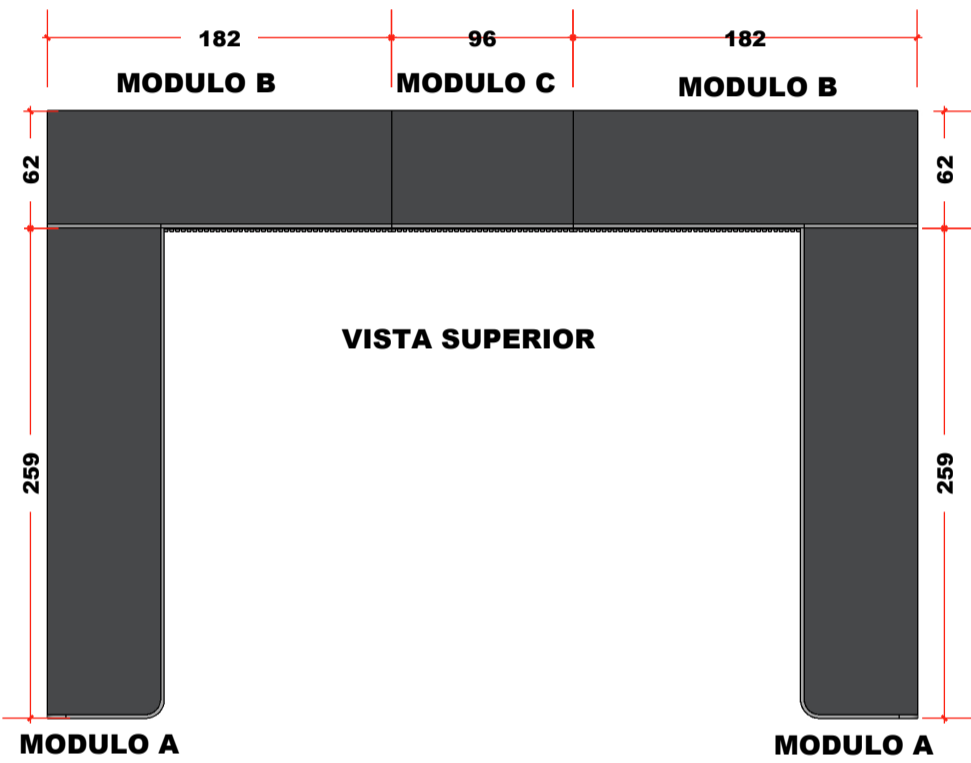 182 96 182
MODULO B MODULO C MODULO B
62 62
VISTA SUPERIOR
259 259
MODULO A MODULO A